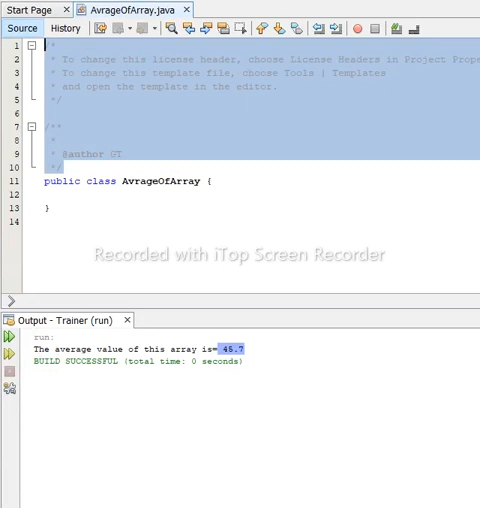 Start Page
AvrageOfArray.java
Source
History
1 /*
2 * To change this license header, choose License Headers in Project Prope
3 * To change this template file, choose Tools | Templates
4 * and open the template in the editor.
5 */
6
7 /**
8 *
9 * @author GT
10 */
11 public class AvrageOfArray {
12
13 }
14
Recorded with iTop Screen Recorder
Output - Trainer (run)
run:
The average value of this array is= 45.7
BUILD SUCCESSFUL (total time: 0 seconds)